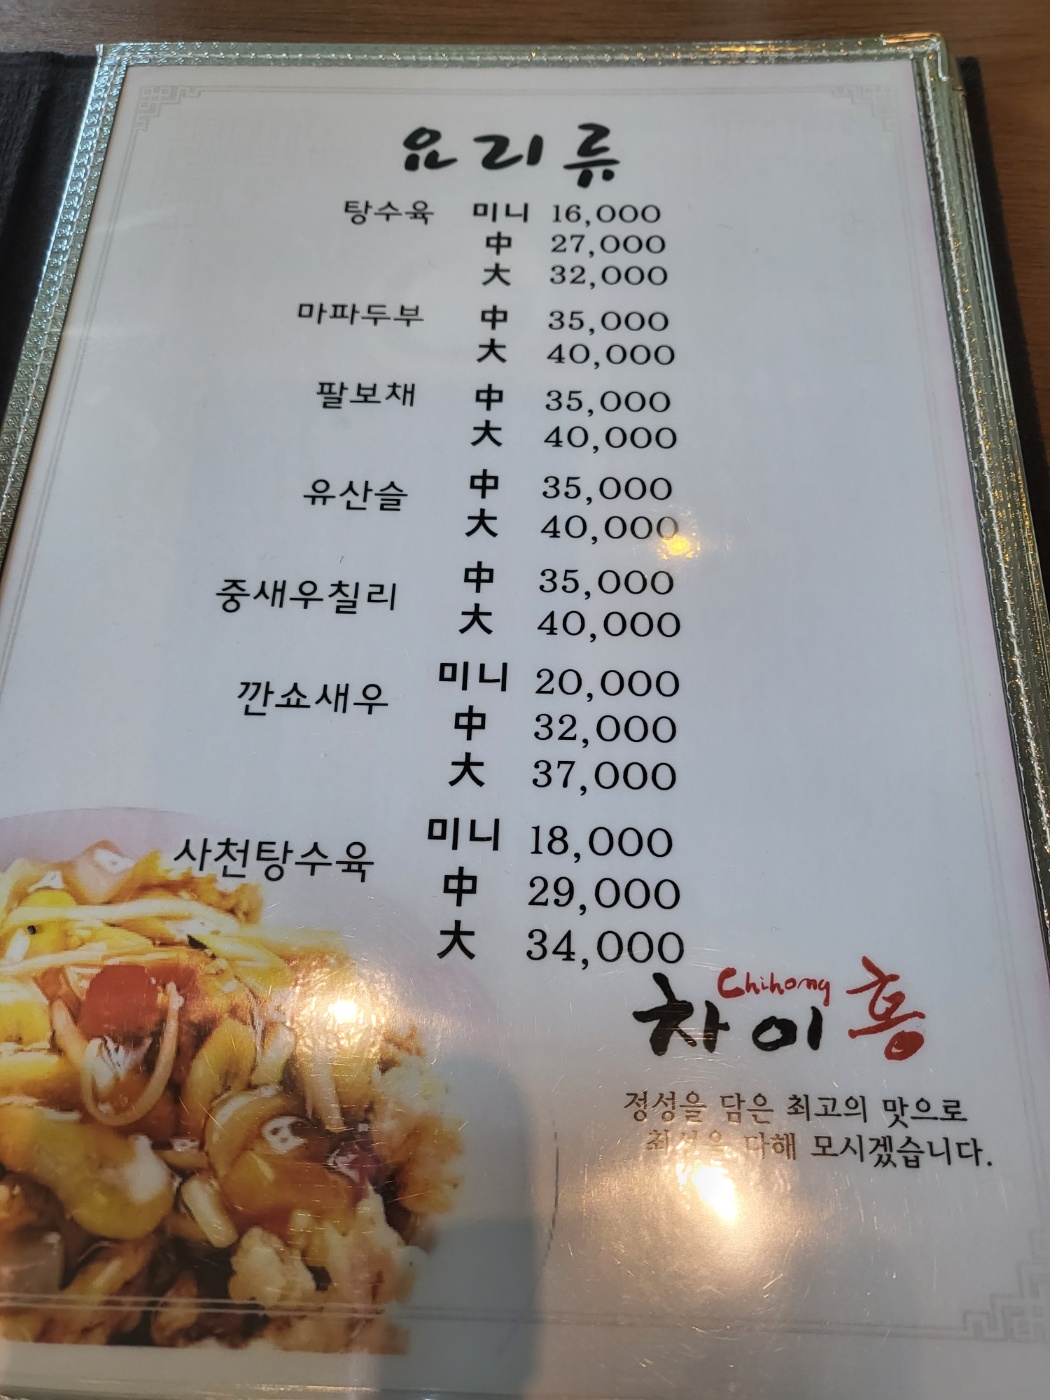 요리류
탕수육 미니 16,000
中 27,000
大 32,000
마파두부 中 35,000
大 40,000
팔보채 中 35,000
大 40,000
유산슬 中 35,000
大 40,000
중새우칠리 中 35,000
大 40,000
깐쇼새우 미니 20,000
中 32,000
大 37,000
사천탕수육 미니 18,000
中 29,000
大 34,000
Chihong
차이홍
정성을 담은 최고의 맛으로
최선을 다해 모시겠습니다.